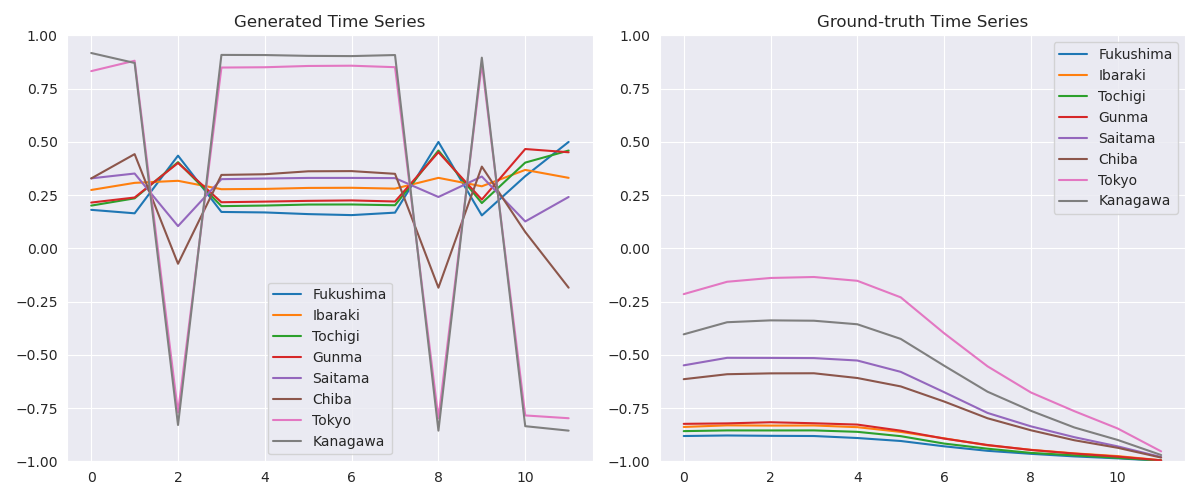 Generated Time Series
1.00
0.75
0.50
0.25
0.00
−0.25
−0.50
−0.75
−1.00
0 2 4 6 8 10
Fukushima
Ibaraki
Tochigi
Gunma
Saitama
Chiba
Tokyo
Kanagawa
Ground-truth Time Series
1.00
0.75
0.50
0.25
0.00
−0.25
−0.50
−0.75
−1.00
0 2 4 6 8 10
Fukushima
Ibaraki
Tochigi
Gunma
Saitama
Chiba
Tokyo
Kanagawa